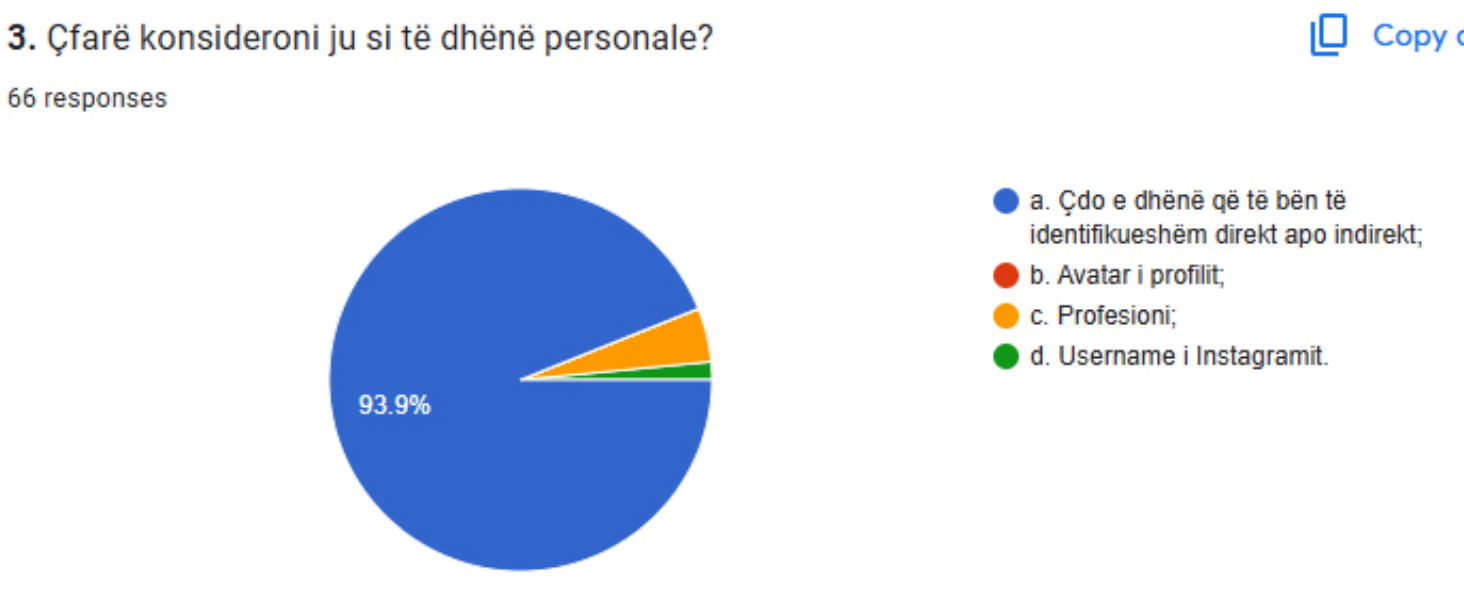 3. Çfarë konsideroni ju si të dhënë personale?
Copy c
66 responses
93.9%
a. Çdo e dhënë që të bën të
identifikueshëm direkt apo indirekt;
b. Avatar i profilit;
c. Profesioni;
d. Username i Instagramit.